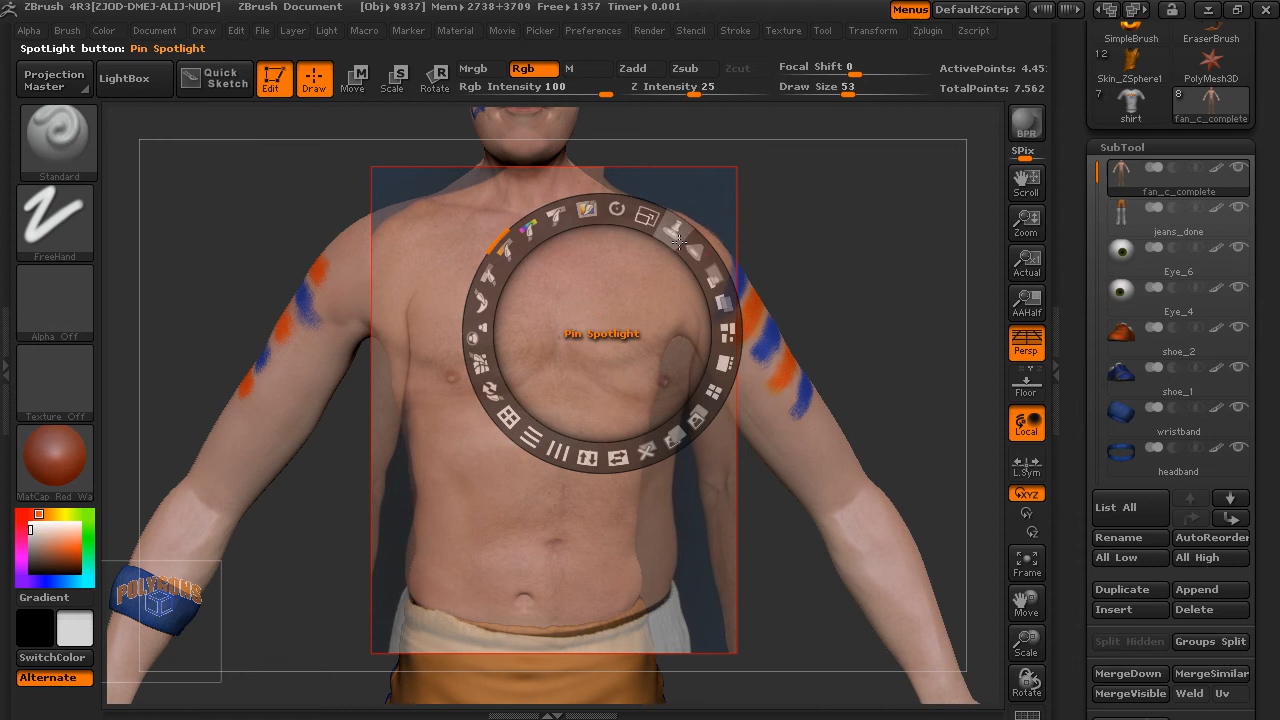 ZBrush 4R3[ZJOD-DMEJ-ALIJ-NUDF] ZBrush Document [Obj▸ 9837] Mem▸2738+3709 Free▸1357 Timer▸0.001 Menus DefaultZScript
Alpha Brush Color Document Draw Edit File Layer Light Macro Marker Material Movie Picker Preferences Render Stencil Stroke Texture Tool Transform Zplugin Zscript
SpotLight button: Pin Spotlight
Projection Master
LightBox
Quick Sketch
Edit
Draw
Move
Scale
Rotate
Mrgb Rgb M
Rgb Intensity 100
Zadd Zsub Zcut
Z Intensity 25
Focal Shift 0
Draw Size 53
ActivePoints: 4.45
TotalPoints: 7.562
Standard
FreeHand
Alpha Off
Texture Off
MatCap Red Wa
Gradient
SwitchColor
Alternate
Pin Spotlight
POLYGONS
BPR
SPix
Scroll
Zoom
Actual
AAHalf
Persp
Floor
Local
L.Sym
XYZ
Y
Z
Frame
Move
Scale
Rotate
SimpleBrush EraserBrush
12
Skin_ZSphere1 PolyMesh3D
7 8
shirt fan_c_complete
SubTool
fan_c_complete
jeans_done
Eye_6
Eye_4
shoe_2
shoe_1
wristband
headband
List All
Rename AutoReorder
All Low All High
Duplicate Append
Insert Delete
Split Hidden Groups Split
MergeDown MergeSimilar
MergeVisible Weld Uv